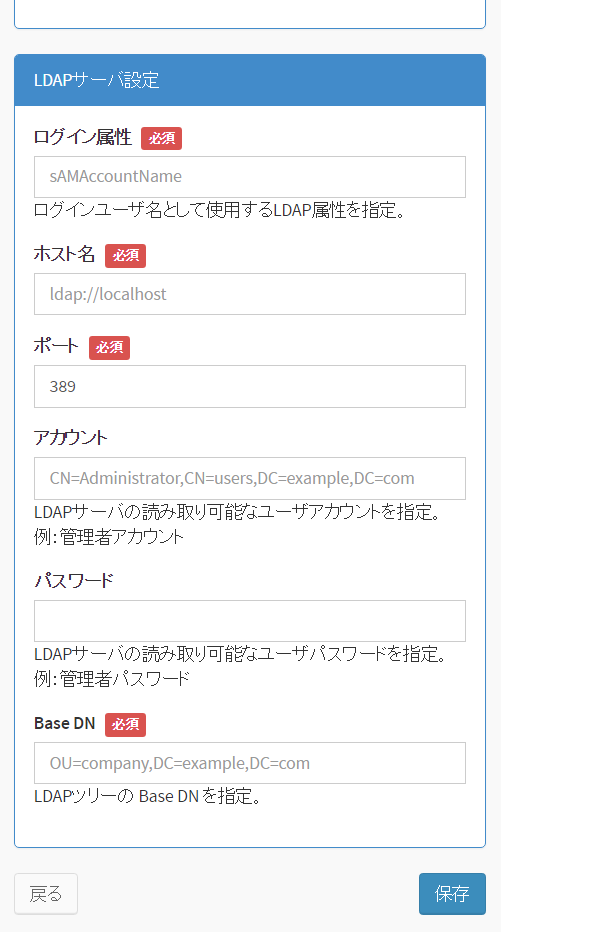 LDAPサーバ設定
ログイン属性 必須
sAMAccountName
ログインユーザ名として使用するLDAP属性を指定。
ホスト名 必須
ldap://localhost
ポート 必須
389
アカウント
CN=Administrator,CN=users,DC=example,DC=com
LDAPサーバの読み取り可能なユーザアカウントを指定。
例：管理者アカウント
パスワード
LDAPサーバの読み取り可能なユーザパスワードを指定。
例：管理者パスワード
Base DN 必須
OU=company,DC=example,DC=com
LDAPツリーの Base DN を指定。
戻る 保存